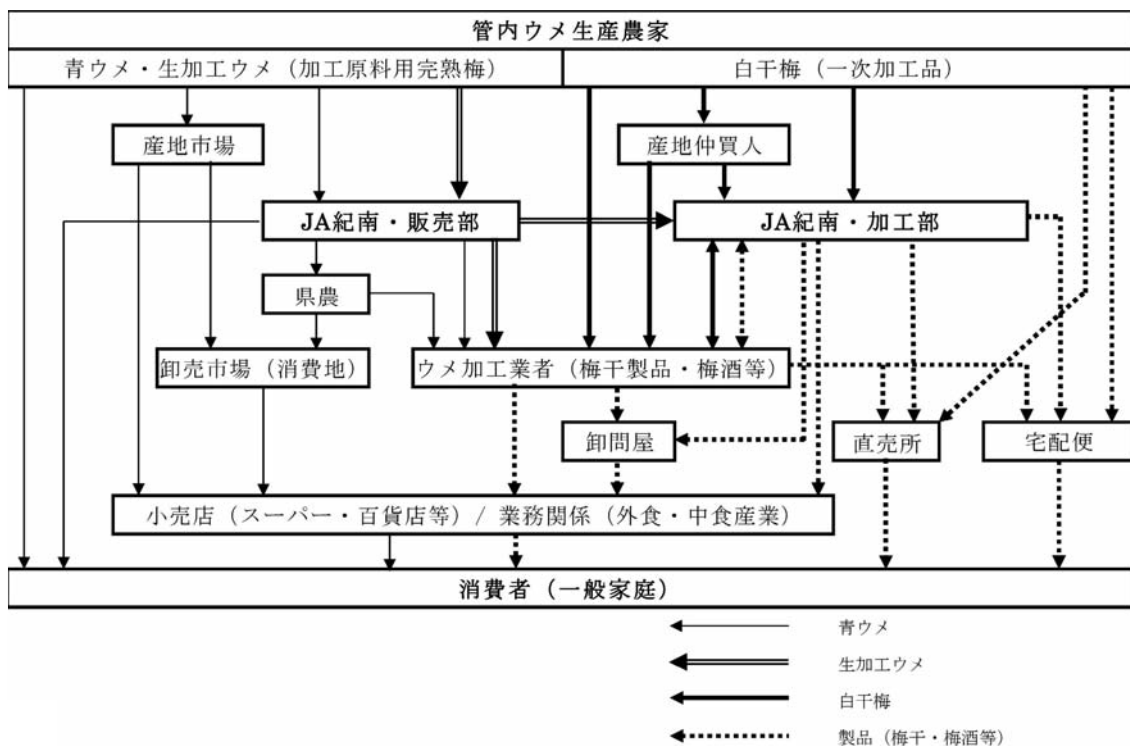 管内ウメ生産農家
青ウメ・生加工ウメ（加工原料用完熟梅）
白干梅（一次加工品）
産地市場
産地仲買人
JA紀南・販売部
JA紀南・加工部
県農
卸売市場（消費地）
ウメ加工業者（梅干製品・梅酒等）
卸問屋
直売所
宅配便
小売店（スーパー・百貨店等）/ 業務関係（外食・中食産業）
消費者（一般家庭）
青ウメ
生加工ウメ
白干梅
製品（梅干・梅酒等）